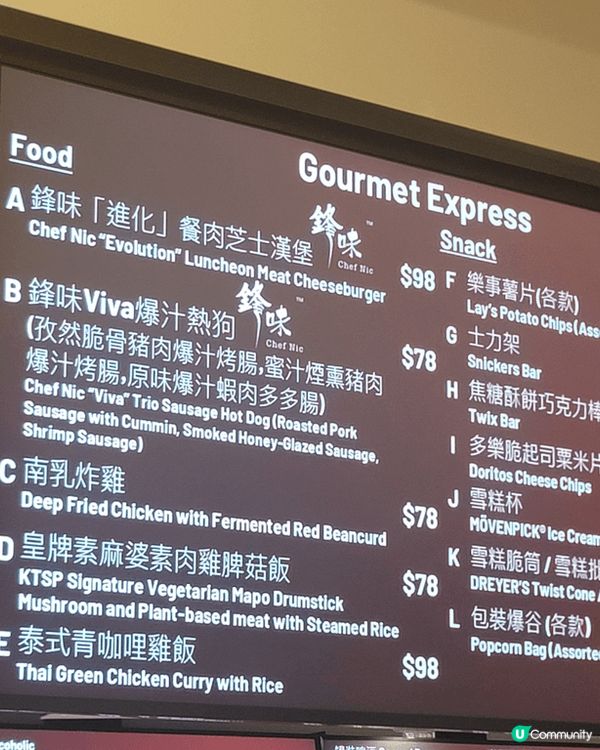 Gourmet Express
Food
A 鋒味「進化」餐肉芝士漢堡 鋒味™
Chef Nic
Chef Nic “Evolution” Luncheon Meat Cheeseburger
$98
B 鋒味Viva爆汁熱狗 鋒味™
Chef Nic
(孜然脆骨豬肉爆汁烤腸,蜜汁煙熏豬肉
爆汁烤腸,原味爆汁蝦肉多多腸)
$78
Chef Nic “Viva” Trio Sausage Hot Dog (Roasted Pork
Sausage with Cummin, Smoked Honey-Glazed Sausage,
Shrimp Sausage)
C 南乳炸雞
Deep Fried Chicken with Fermented Red Beancurd
$78
D 皇牌素麻婆素肉雞脾菇飯
KTSP Signature Vegetarian Mapo Drumstick
Mushroom and Plant-based meat with Steamed Rice
$78
E 泰式青咖哩雞飯
Thai Green Chicken Curry with Rice
$98
Snack
F 樂事薯片(各款)
Lay's Potato Chips (Ass
G 士力架
Snickers Bar
H 焦糖酥餅巧克力棒
Twix Bar
I 多樂脆起司粟米片
Doritos Cheese Chips
J 雪糕杯
MÖVENPICK® Ice Cream
K 雪糕脆筒 / 雪糕批
DREYER'S Twist Cone /
L 包裝爆谷 (各款)
Popcorn Bag (Assorte
coholic
U Community